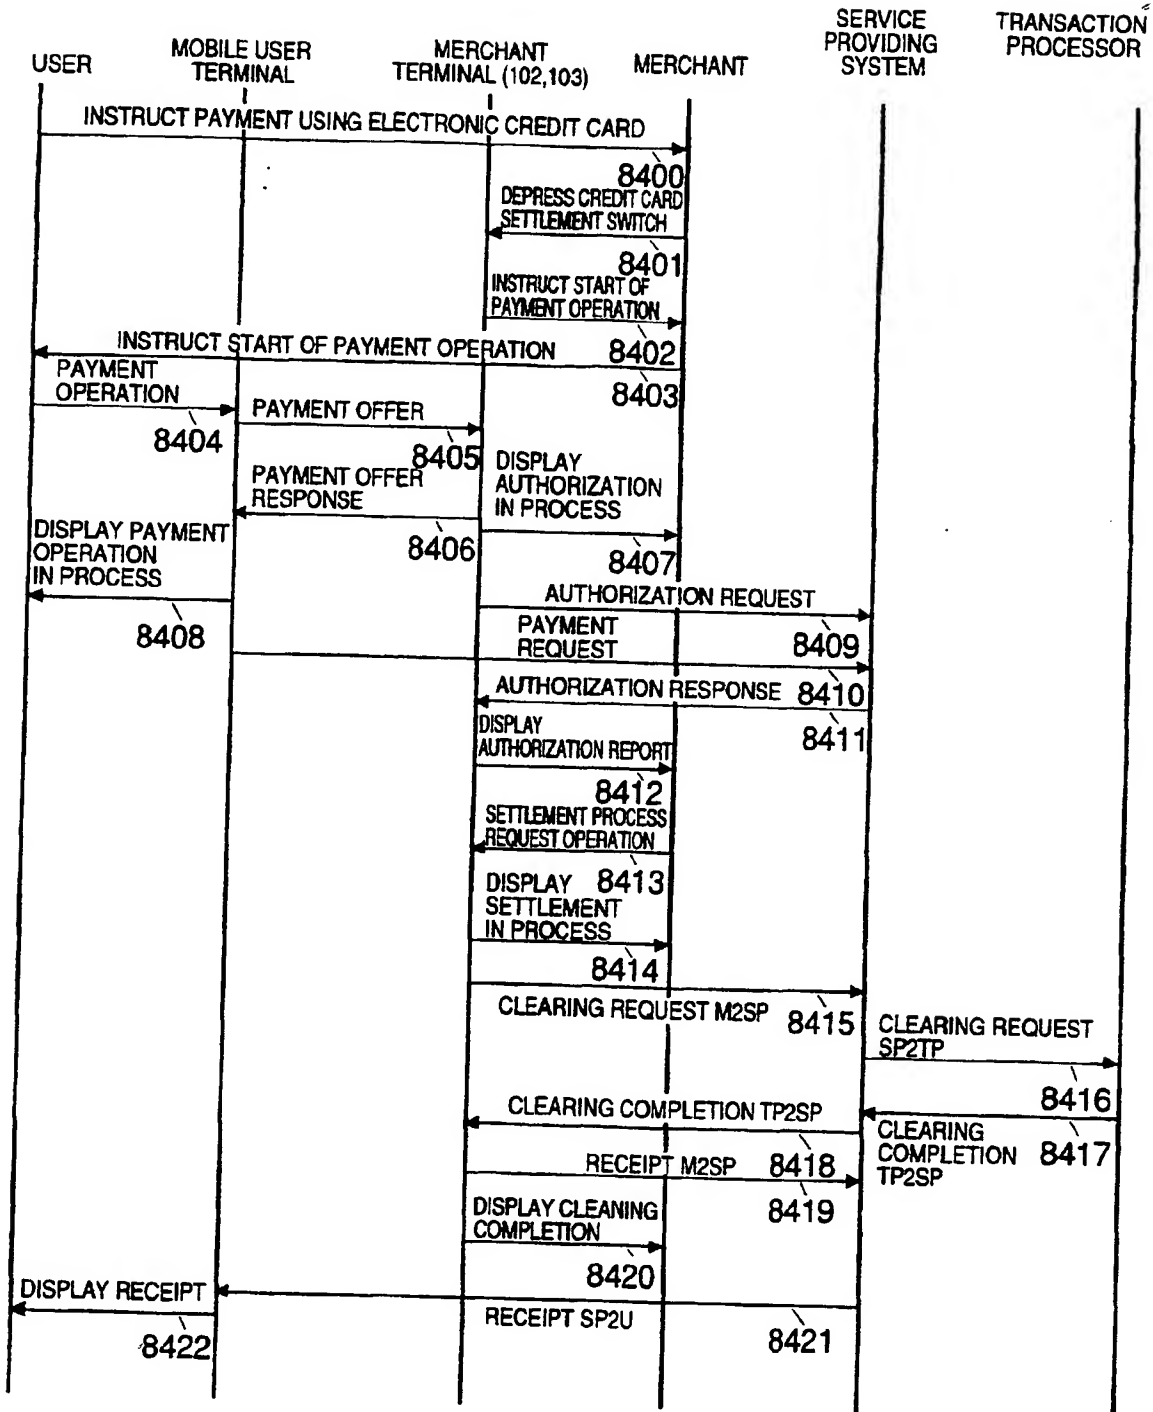 USER
MOBILE USER
TERMINAL
MERCHANT
TERMINAL (102,103)
MERCHANT
SERVICE
PROVIDING
SYSTEM
TRANSACTION
PROCESSOR
INSTRUCT PAYMENT USING ELECTRONIC CREDIT CARD
8400
DEPRESS CREDIT CARD
SETTLEMENT SWITCH
8401
INSTRUCT START OF
PAYMENT OPERATION
8402
INSTRUCT START OF PAYMENT OPERATION
8403
PAYMENT
OPERATION
8404
PAYMENT OFFER
8405
PAYMENT OFFER
RESPONSE
8406
DISPLAY
AUTHORIZATION
IN PROCESS
8407
DISPLAY PAYMENT
OPERATION
IN PROCESS
8408
AUTHORIZATION REQUEST
8409
PAYMENT
REQUEST
8410
AUTHORIZATION RESPONSE
8411
DISPLAY
AUTHORIZATION REPORT
8412
SETTLEMENT PROCESS
REQUEST OPERATION
8413
DISPLAY
SETTLEMENT
IN PROCESS
8414
CLEARING REQUEST M2SP
8415
CLEARING REQUEST
SP2TP
8416
CLEARING
COMPLETION
TP2SP
8417
CLEARING COMPLETION TP2SP
8418
RECEIPT M2SP
8419
DISPLAY CLEANING
COMPLETION
8420
RECEIPT SP2U
8421
DISPLAY RECEIPT
8422